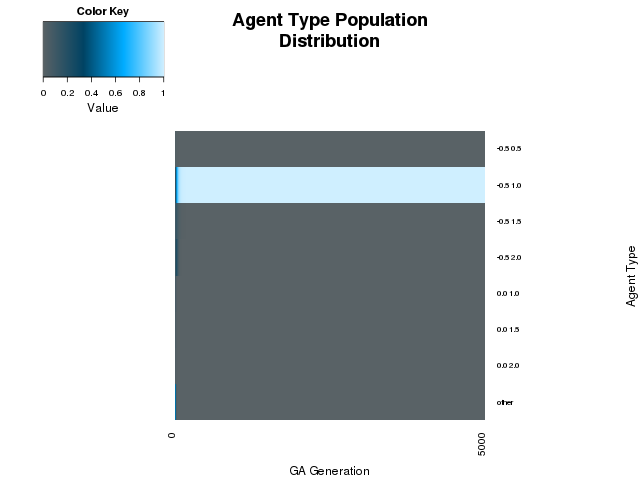 Color Key
0 0.2 0.4 0.6 0.8 1
Value
Agent Type Population
Distribution
-0.5 0.5
-0.5 1.0
-0.5 1.5
-0.5 2.0
0.0 1.0
0.0 1.5
0.0 2.0
other
Agent Type
0 5000
GA Generation